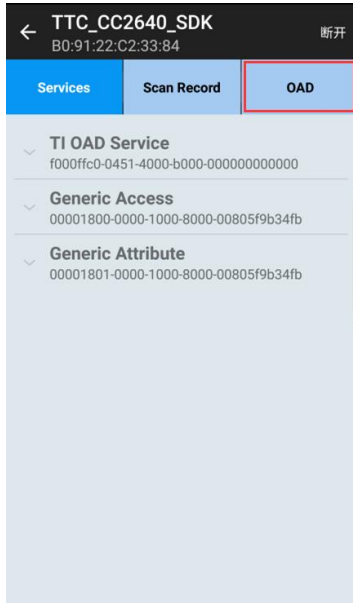 TTC_CC2640_SDK
B0:91:22:C2:33:84
断开
Services
Scan Record
OAD
TI OAD Service
f000ffc0-0451-4000-b000-000000000000
Generic Access
00001800-0000-1000-8000-00805f9b34fb
Generic Attribute
00001801-0000-1000-8000-00805f9b34fb